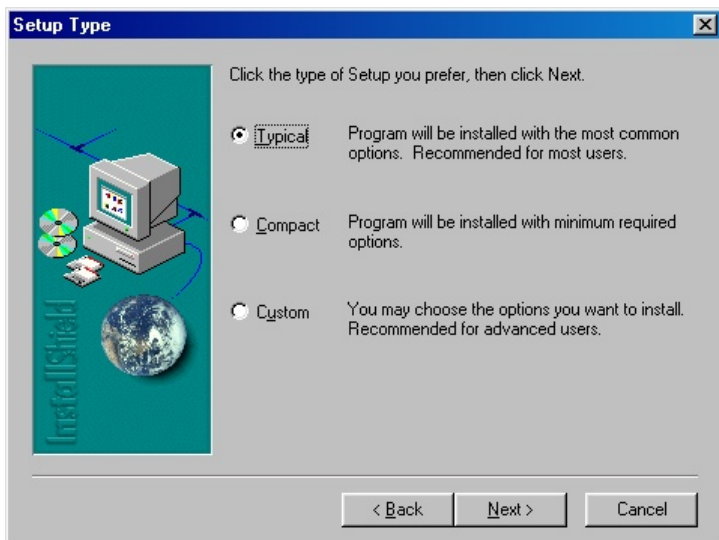 Setup Type
Click the type of Setup you prefer, then click Next.
Typical
Program will be installed with the most common
options.  Recommended for most users.
Compact
Program will be installed with minimum required
options.
Custom
You may choose the options you want to install.
Recommended for advanced users.
InstallShield
< Back
Next >
Cancel